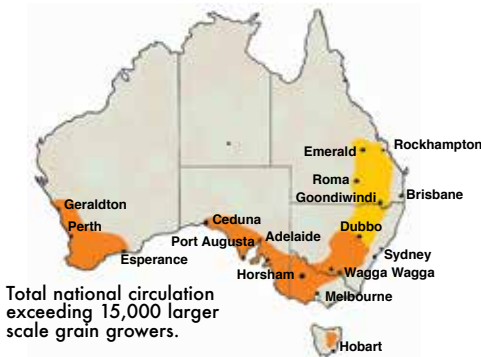 Emerald
Rockhampton
Roma
Goondiwindi
Brisbane
Geraldton
Perth
Esperance
Ceduna
Port Augusta
Adelaide
Dubbo
Sydney
Horsham
Wagga Wagga
Melbourne
Total national circulation
exceeding 15,000 larger
scale grain growers.
Hobart